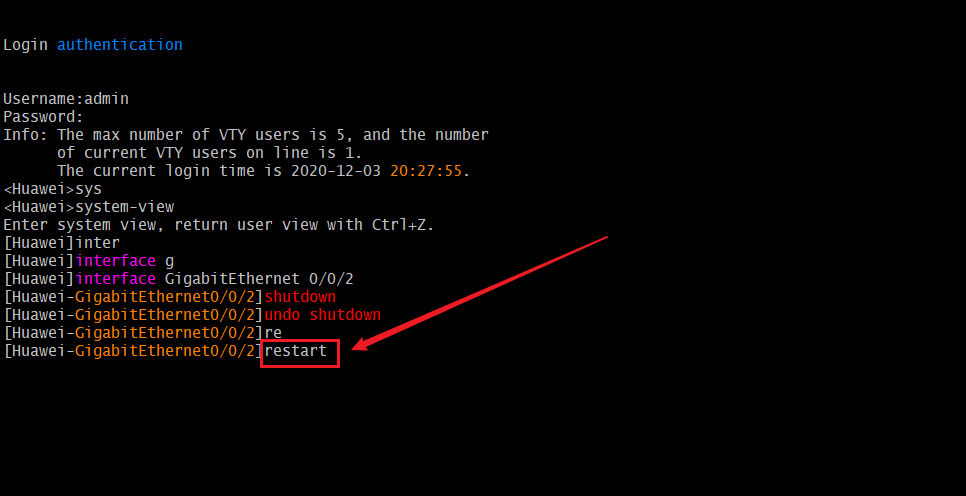 Login authentication
Username:admin
Password:
Info: The max number of VTY users is 5, and the number
of current VTY users on line is 1.
The current login time is 2020-12-03 20:27:55.
<Huawei>sys
<Huawei>system-view
Enter system view, return user view with Ctrl+Z.
[Huawei]inter
[Huawei]interface g
[Huawei]interface GigabitEthernet 0/0/2
[Huawei-GigabitEthernet0/0/2]shutdown
[Huawei-GigabitEthernet0/0/2]undo shutdown
[Huawei-GigabitEthernet0/0/2]re
[Huawei-GigabitEthernet0/0/2]restart